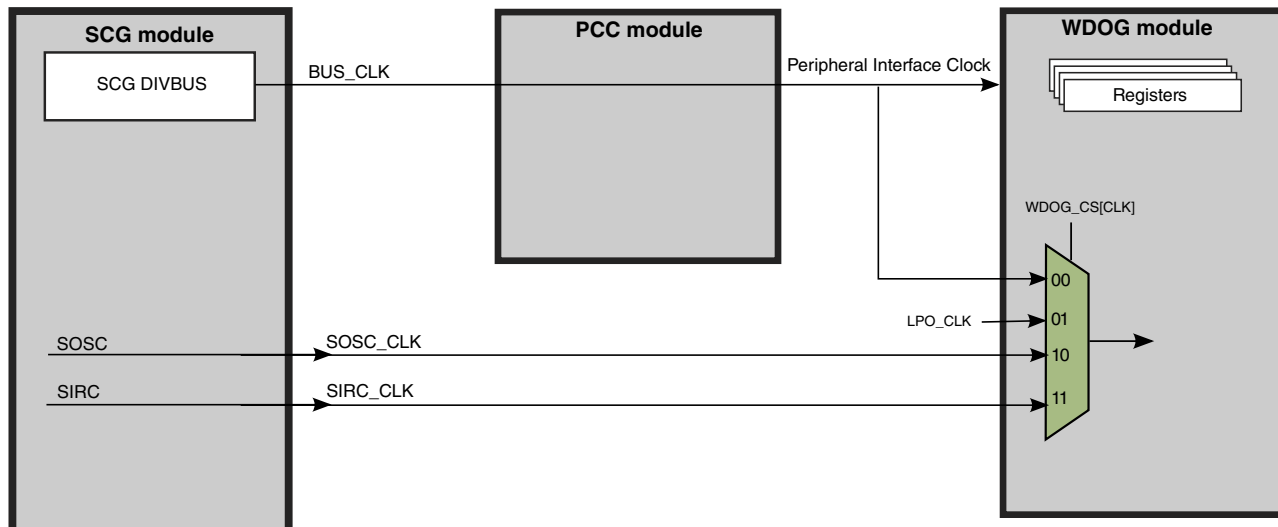 SCG module
PCC module
WDOG module
SCG DIVBUS
BUS_CLK
Peripheral Interface Clock
Registers
WDOG_CS[CLK]
00
LPO_CLK
01
SOSC
SOSC_CLK
10
SIRC
SIRC_CLK
11